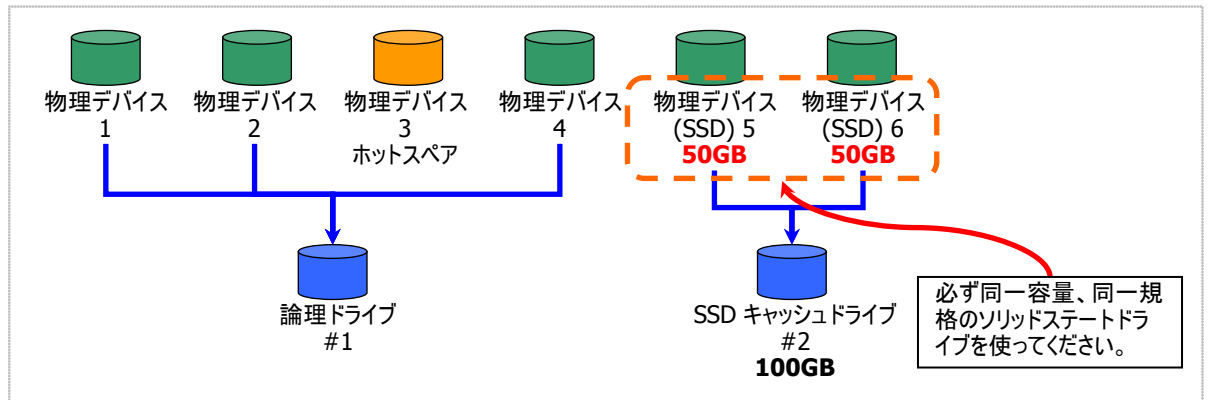 物理デバイス
1
物理デバイス
2
物理デバイス
3
ホットスペア
物理デバイス
4
物理デバイス
(SSD) 5
50GB
物理デバイス
(SSD) 6
50GB
論理ドライブ
#1
SSD キャッシュドライブ
#2
100GB
必ず同一容量、同一規
格のソリッドステートドラ
イブを使ってください。